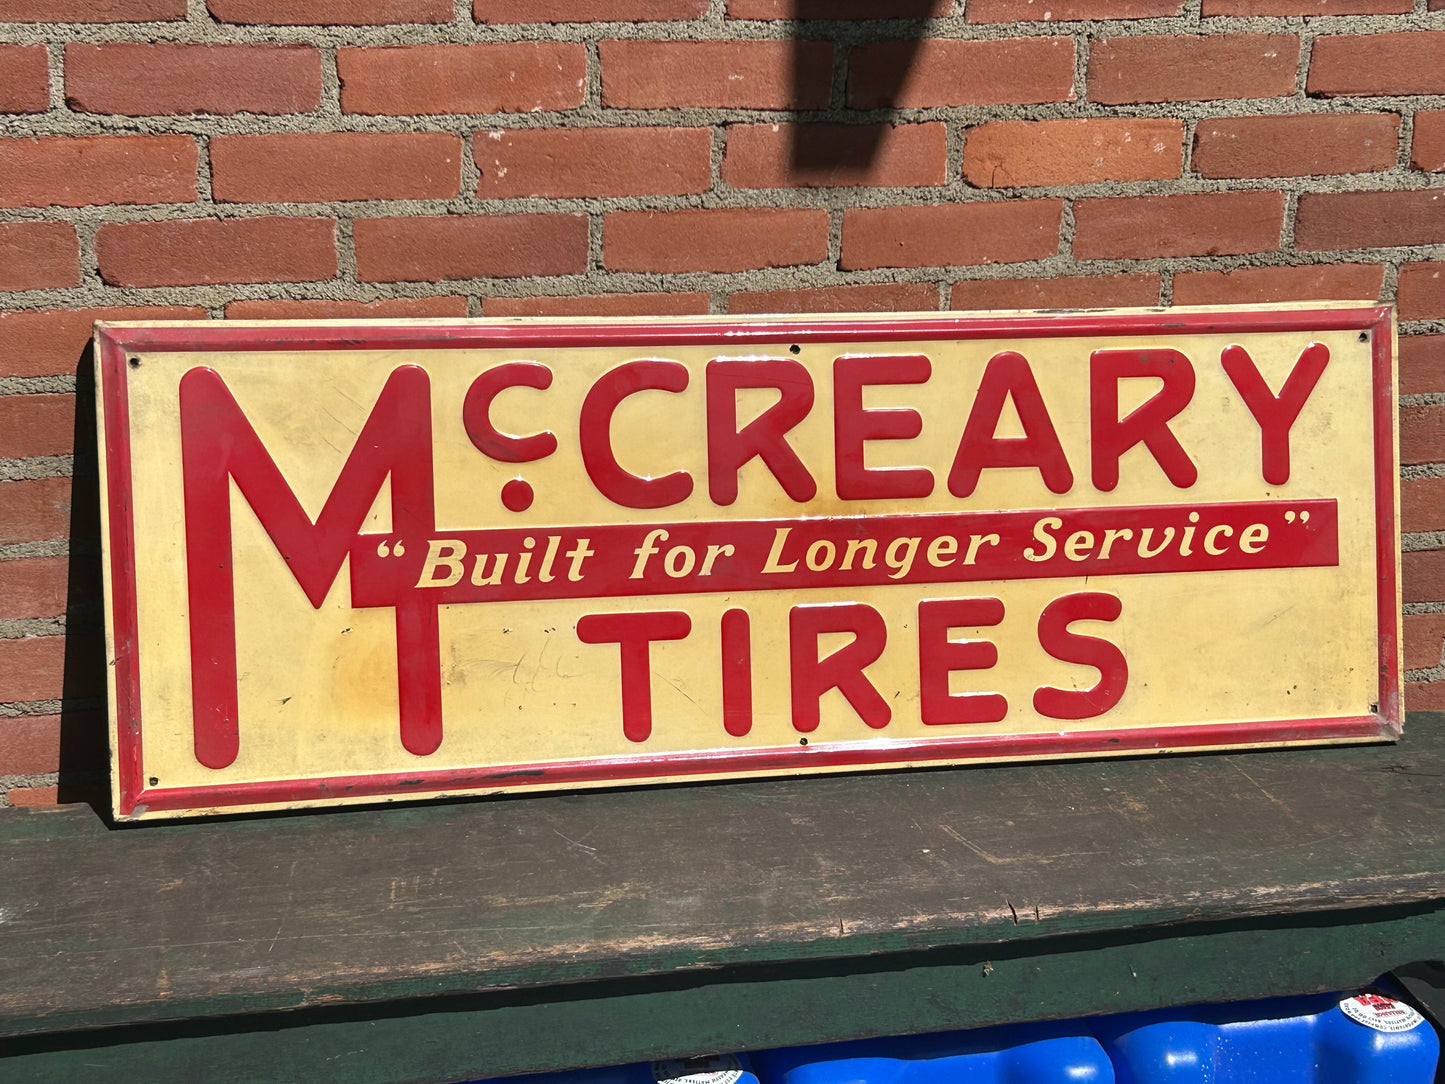 McCREARY
“Built for Longer Service”
TIRES